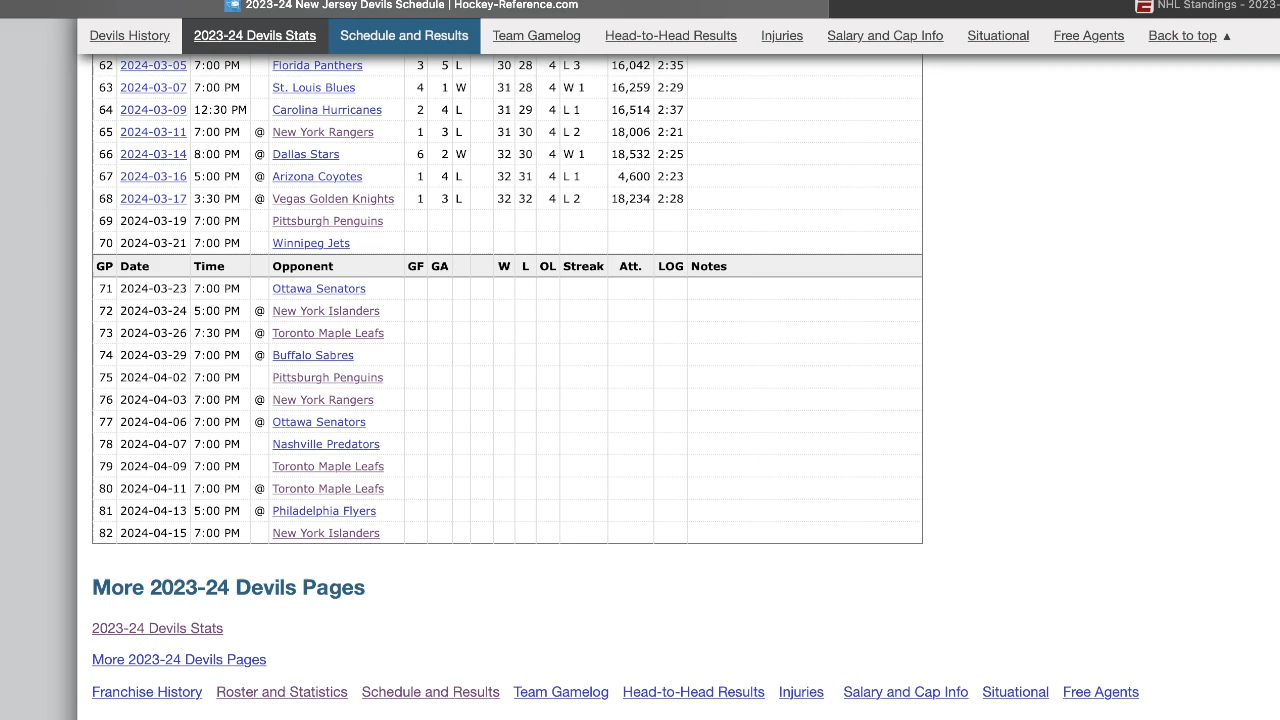 2023-24 New Jersey Devils Schedule | Hockey-Reference.com NHL Standings - 2023-
Devils History 2023-24 Devils Stats Schedule and Results Team Gamelog Head-to-Head Results Injuries Salary and Cap Info Situational Free Agents Back to top ▲
62 2024-03-05 7:00 PM Florida Panthers 3 5 L 30 28 4 L 3 16,042 2:35
63 2024-03-07 7:00 PM St. Louis Blues 4 1 W 31 28 4 W 1 16,259 2:29
64 2024-03-09 12:30 PM Carolina Hurricanes 2 4 L 31 29 4 L 1 16,514 2:37
65 2024-03-11 7:00 PM @ New York Rangers 1 3 L 31 30 4 L 2 18,006 2:21
66 2024-03-14 8:00 PM @ Dallas Stars 6 2 W 32 30 4 W 1 18,532 2:25
67 2024-03-16 5:00 PM @ Arizona Coyotes 1 4 L 32 31 4 L 1 4,600 2:23
68 2024-03-17 3:30 PM @ Vegas Golden Knights 1 3 L 32 32 4 L 2 18,234 2:28
69 2024-03-19 7:00 PM Pittsburgh Penguins
70 2024-03-21 7:00 PM Winnipeg Jets
GP Date Time Opponent GF GA W L OL Streak Att. LOG Notes
71 2024-03-23 7:00 PM Ottawa Senators
72 2024-03-24 5:00 PM @ New York Islanders
73 2024-03-26 7:30 PM @ Toronto Maple Leafs
74 2024-03-29 7:00 PM @ Buffalo Sabres
75 2024-04-02 7:00 PM Pittsburgh Penguins
76 2024-04-03 7:00 PM @ New York Rangers
77 2024-04-06 7:00 PM @ Ottawa Senators
78 2024-04-07 7:00 PM Nashville Predators
79 2024-04-09 7:00 PM Toronto Maple Leafs
80 2024-04-11 7:00 PM @ Toronto Maple Leafs
81 2024-04-13 5:00 PM @ Philadelphia Flyers
82 2024-04-15 7:00 PM New York Islanders
More 2023-24 Devils Pages
2023-24 Devils Stats
More 2023-24 Devils Pages
Franchise History Roster and Statistics Schedule and Results Team Gamelog Head-to-Head Results Injuries Salary and Cap Info Situational Free Agents